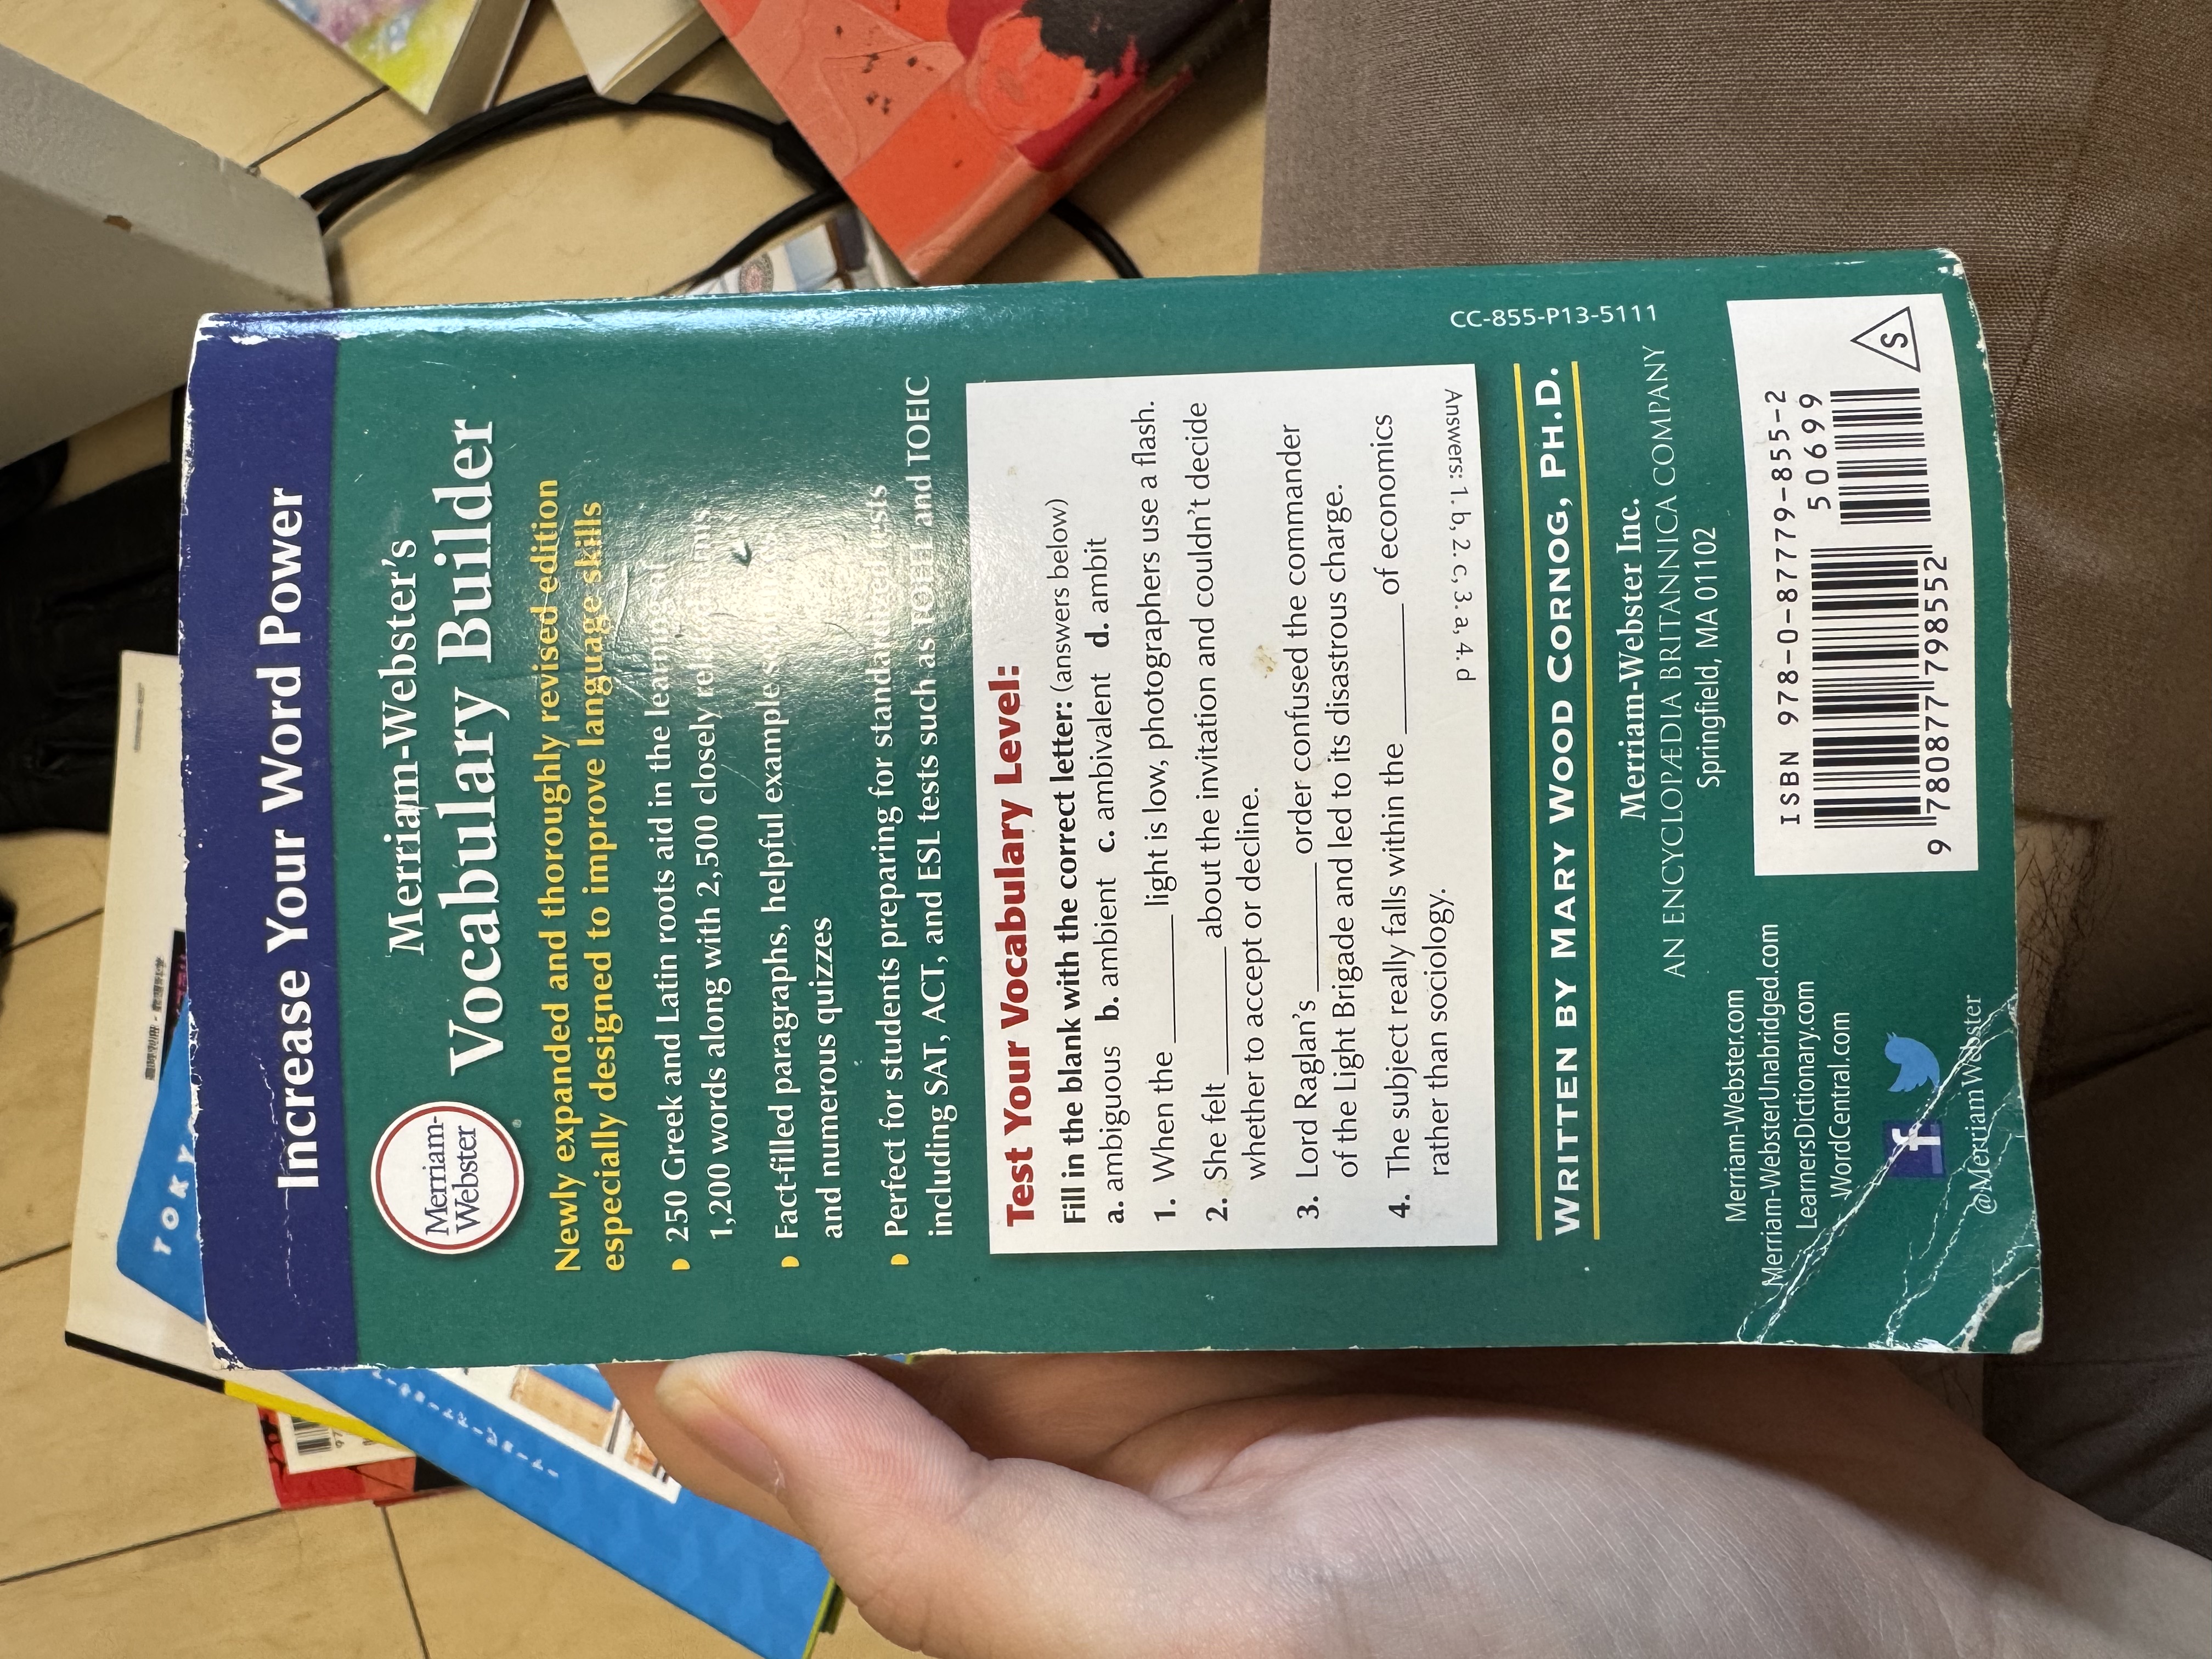 TOKYO
Increase Your Word Power
Merriam-
Webster
Merriam-Webster's
Vocabulary Builder
Newly expanded and thoroughly revised edition
especially designed to improve language skills
250 Greek and Latin roots aid in the learning of
1,200 words along with 2,500 closely related terms
Fact-filled paragraphs, helpful example sentences,
and numerous quizzes
Perfect for students preparing for standardized tests
including SAT, ACT, and ESL tests such as TOEFL and TOEIC
Test Your Vocabulary Level:
Fill in the blank with the correct letter: (answers below)
a. ambiguous b. ambient c. ambivalent d. ambit
1. When the ________ light is low, photographers use a flash.
2. She felt ________ about the invitation and couldn't decide
whether to accept or decline.
3. Lord Raglan's ________ order confused the commander
of the Light Brigade and led to its disastrous charge.
4. The subject really falls within the ________ of economics
rather than sociology.
Answers: 1. b, 2. c, 3. a, 4. d
WRITTEN BY MARY WOOD CORNOG, PH.D.
CC-855-P13-5111
Merriam-Webster Inc.
AN ENCYCLOPÆDIA BRITANNICA COMPANY
Springfield, MA 01102
Merriam-Webster.com
Merriam-WebsterUnabridged.com
LearnersDictionary.com
WordCentral.com
f
@MerriamWebster
ISBN 978-0-87779-855-2
50699
9 780877 798552
S